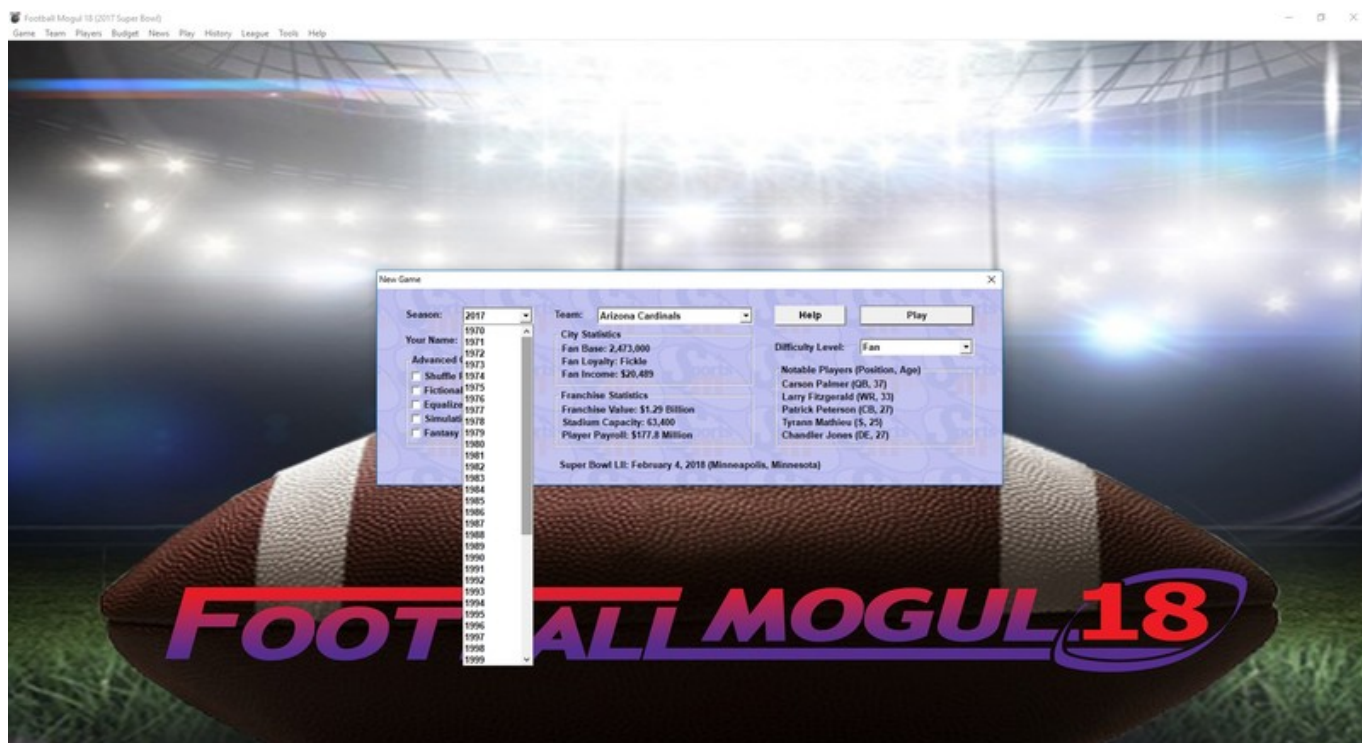 Football Mogul 18 (2017 Super Bowl)
Game Team Players Budget News Play History League Tools Help
New Game
Season: 2017
Team: Arizona Cardinals
Help
Play
Your Name:
Difficulty Level: Fan
Advanced
Shuffle
Fictional
Equalize
Simulati
Fantasy
1970
1971
1972
1973
1974
1975
1976
1977
1978
1979
1980
1981
1982
1983
1984
1985
1986
1987
1988
1989
1990
1991
1992
1993
1994
1995
1996
1997
1998
1999
City Statistics
Fan Base: 2,473,000
Fan Loyalty: Fickle
Fan Income: $20,489
Franchise Statistics
Franchise Value: $1.29 Billion
Stadium Capacity: 63,400
Player Payroll: $177.8 Million
Notable Players (Position, Age)
Carson Palmer (QB, 37)
Larry Fitzgerald (WR, 33)
Patrick Peterson (CB, 27)
Tyrann Mathieu (S, 25)
Chandler Jones (DE, 27)
Super Bowl LII: February 4, 2018 (Minneapolis, Minnesota)
FOOTBALL MOGUL 18